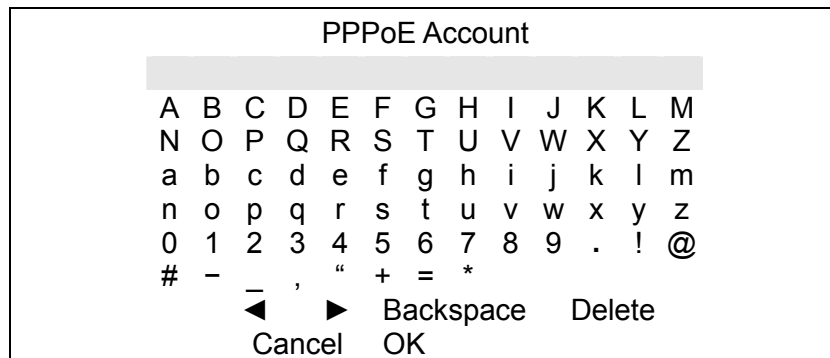 PPPoE Account
A B C D E F G H I J K L M
N O P Q R S T U V W X Y Z
a b c d e f g h i j k l m
n o p q r s t u v w x y z
0 1 2 3 4 5 6 7 8 9 . ! @
# − _ , “ + = *
◄ ► Backspace Delete
Cancel OK